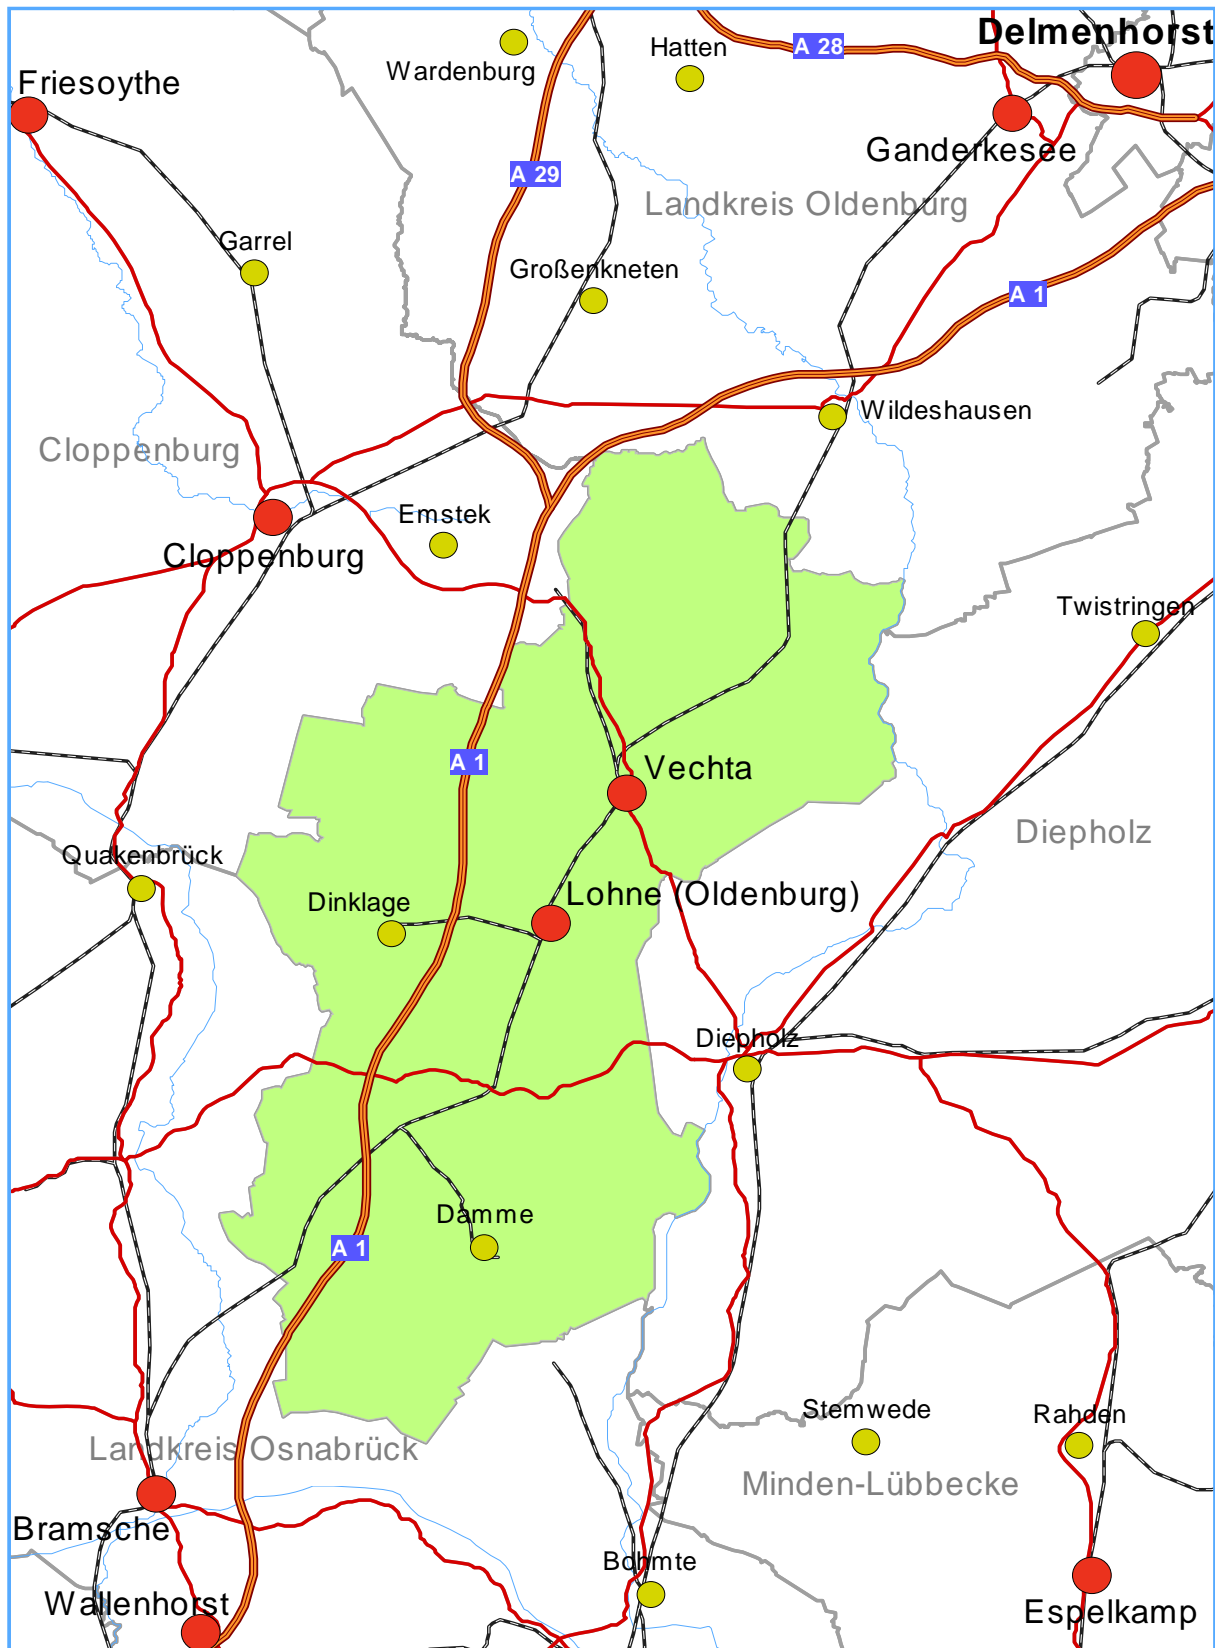 Delmenhorst
A 28
Hatten
Wardenburg
Friesoythe
Ganderkesee
A 29
Landkreis Oldenburg
Garrel
Großenkneten
A 1
Wildeshausen
Cloppenburg
Emstek
Cloppenburg
Twistringen
A 1
Vechta
Diepholz
Quakenbrück
Lohne (Oldenburg)
Dinklage
Diepholz
Damme
A 1
Stemwede
Rahden
Landkreis Osnabrück
Minden-Lübbecke
Bramsche
Bohmte
Wallenhorst
Espelkamp